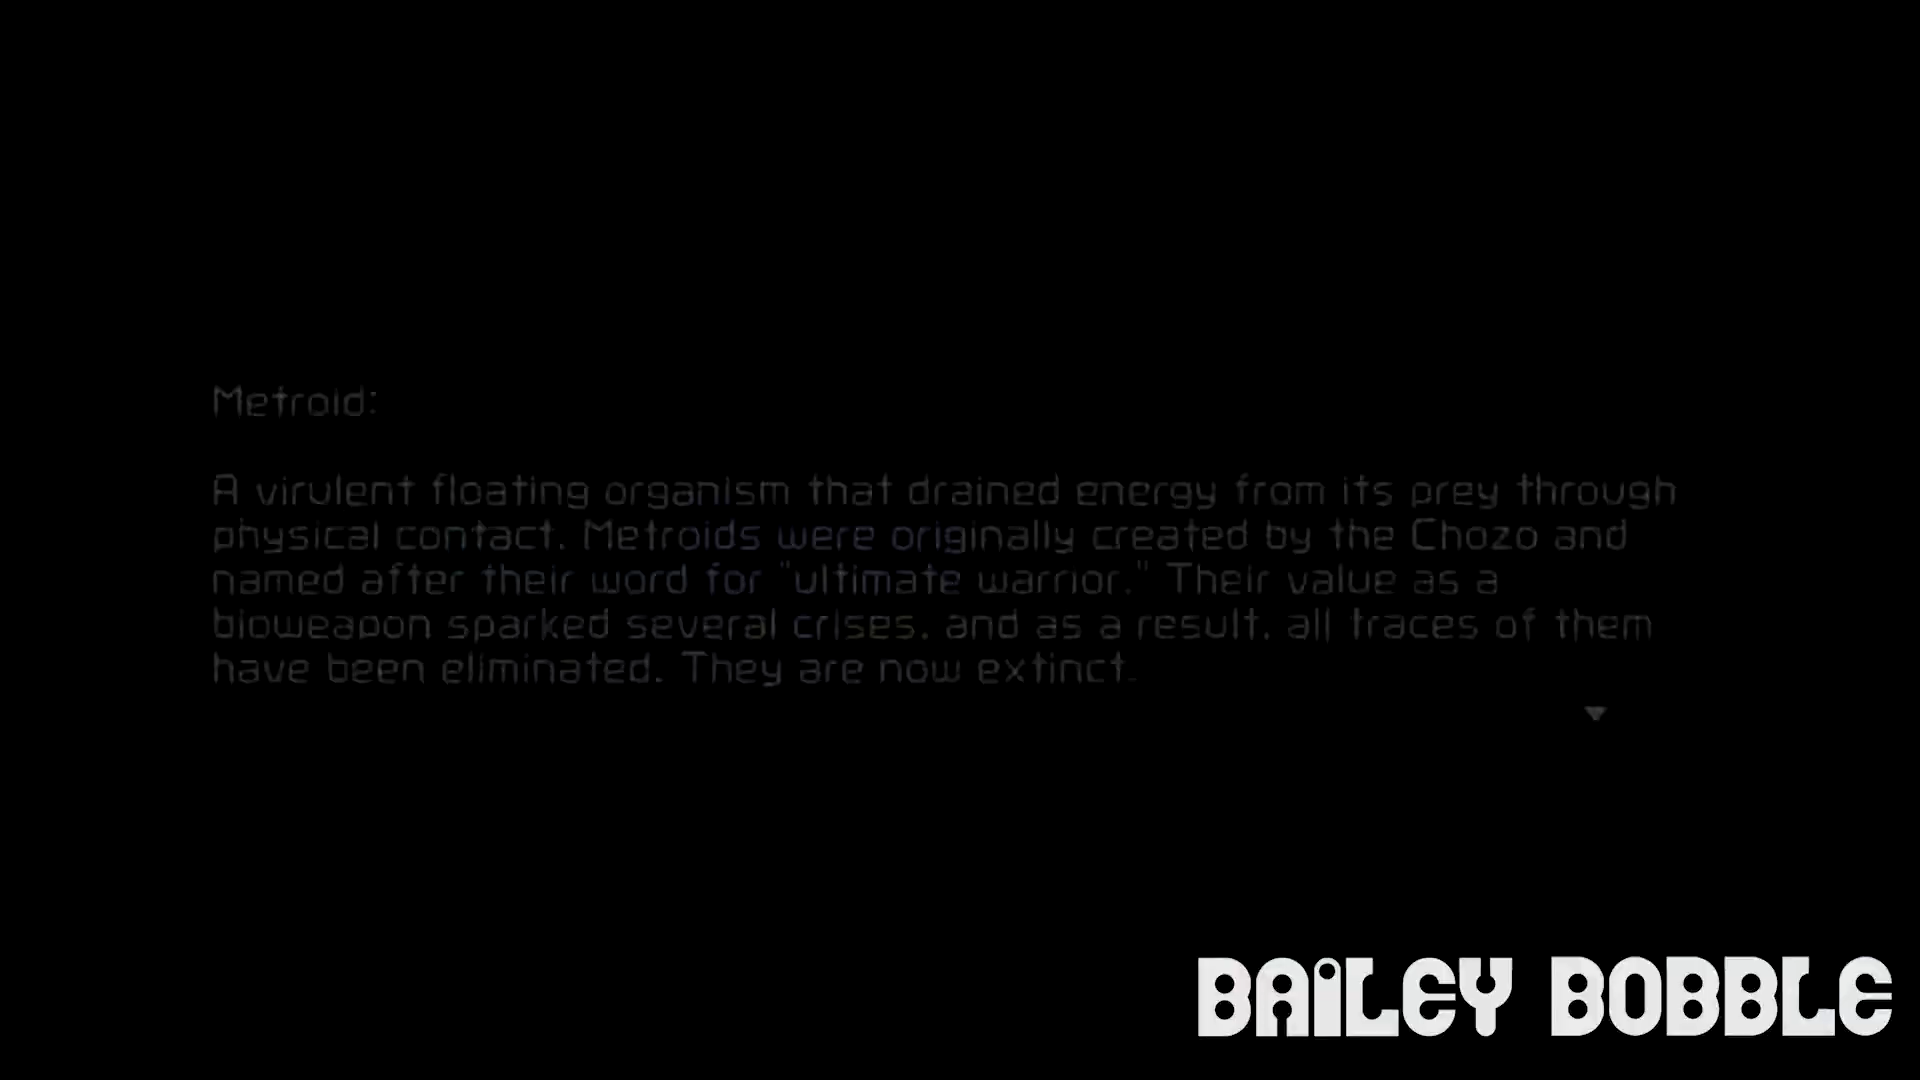 Metroid:
A virulent floating organism that drained energy from its prey through
physical contact. Metroids were originally created by the Chozo and
named after their word for "ultimate warrior." Their value as a
bioweapon sparked several crises, and as a result, all traces of them
have been eliminated. They are now extinct.
BAiLEY BOBBLE